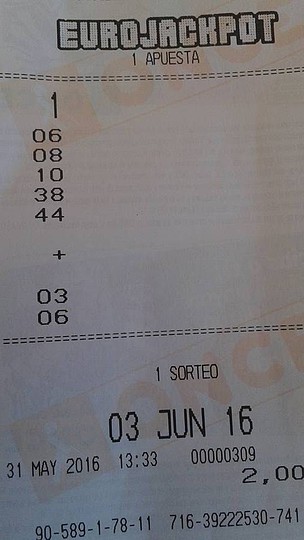 EUROJACKPOT
1 APUESTA
1
06
08
10
38
44
+
03
06
1 SORTEO
03 JUN 16
31 MAY 2016 13:33 00000309
2,00
90-589-1-78-11 716-39222530-741